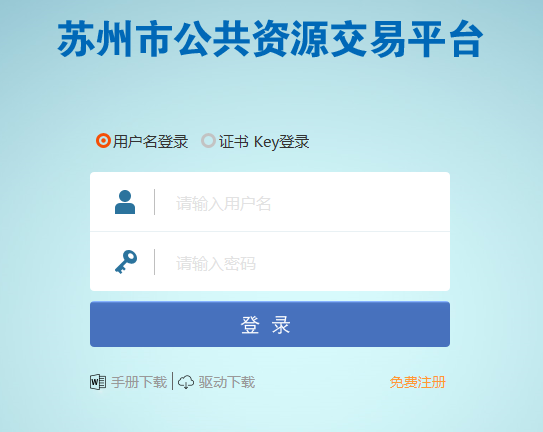 苏州市公共资源交易平台
用户名登录 证书 Key登录
请输入用户名
请输入密码
登 录
手册下载 驱动下载 免费注册